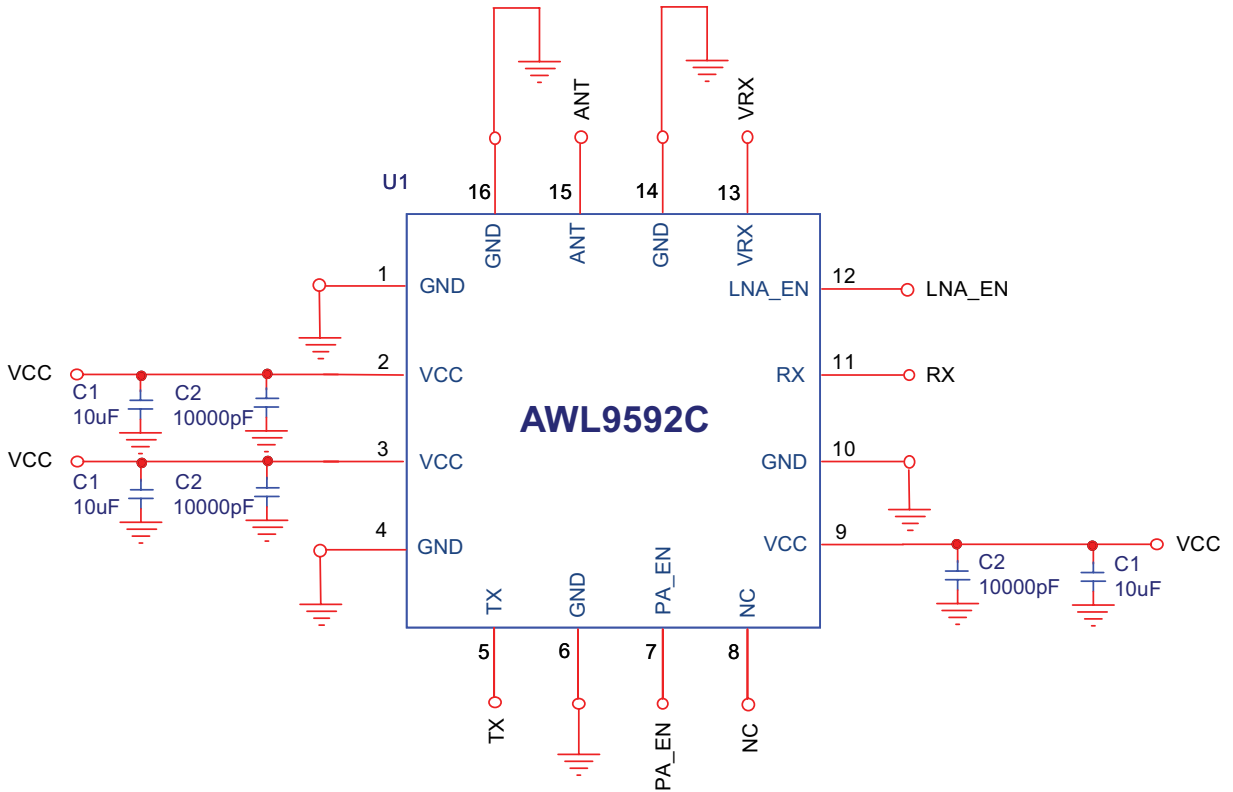 ANT
VRX
U1
16
15
14
13
GND
ANT
GND
VRX
1
GND
LNA_EN
12
LNA_EN
VCC
2
VCC
RX
11
RX
C1
10uF
C2
10000pF
AWL9592C
VCC
3
VCC
GND
10
C1
10uF
C2
10000pF
4
GND
VCC
9
VCC
C2
10000pF
C1
10uF
TX
GND
PA_EN
NC
5
6
7
8
TX
PA_EN
NC